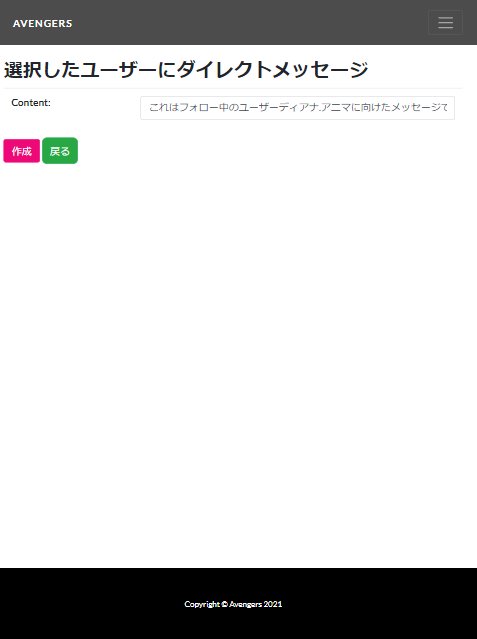 AVENGERS
選択したユーザーにダイレクトメッセージ
Content:
これはフォロー中のユーザーディアナ.アニマに向けたメッセージで
作成 戻る
Copyright © Avengers 2021